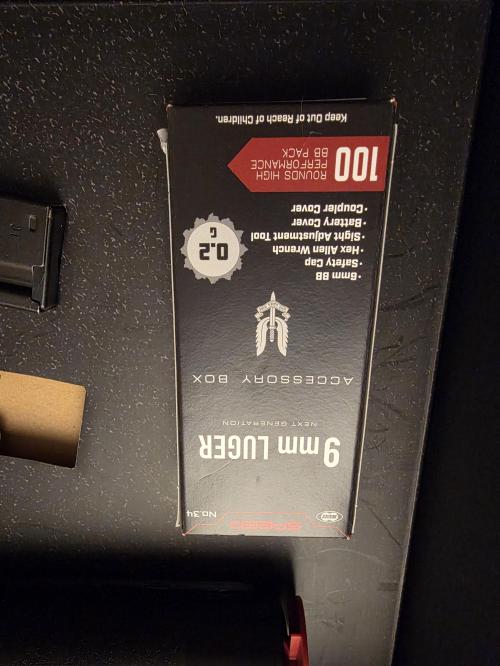 SPEED
No.34
9mm LUGER
NEXT GENERATION
ACCESSORY BOX
•6mm BB
•Safety Cap
•Hex Allen Wrench
•Sight Adjustment Tool
•Battery Cover
•Coupler Cover
0.2
G
100
ROUNDS HIGH
PERFORMANCE
BB PACK
Keep Out of Reach of Children.